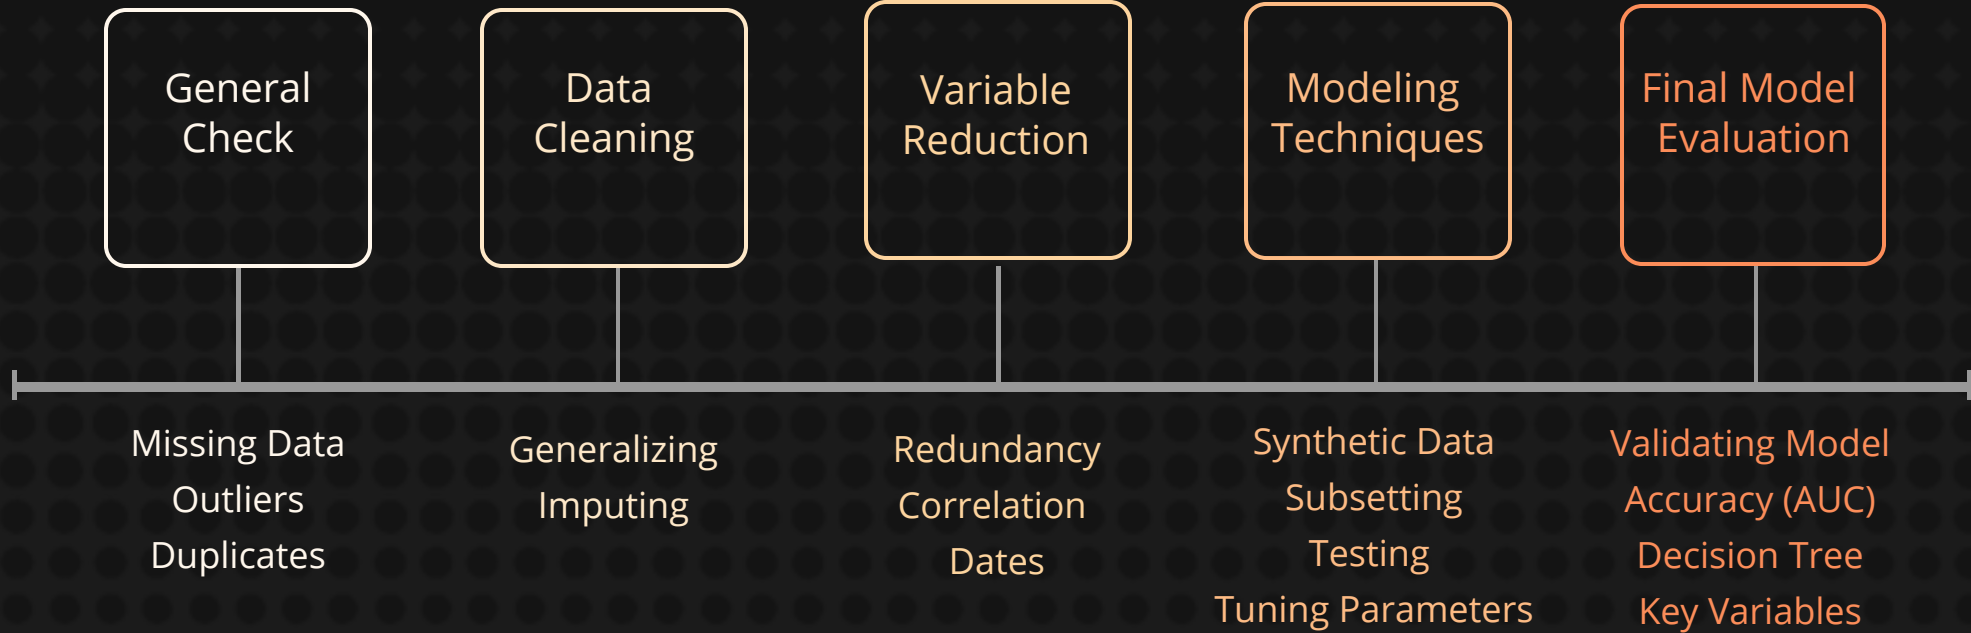 General
Check
Data
Cleaning
Variable
Reduction
Modeling
Techniques
Final Model
Evaluation
Missing Data
Outliers
Duplicates
Generalizing
Imputing
Redundancy
Correlation
Dates
Synthetic Data
Subsetting
Testing
Tuning Parameters
Validating Model
Accuracy (AUC)
Decision Tree
Key Variables